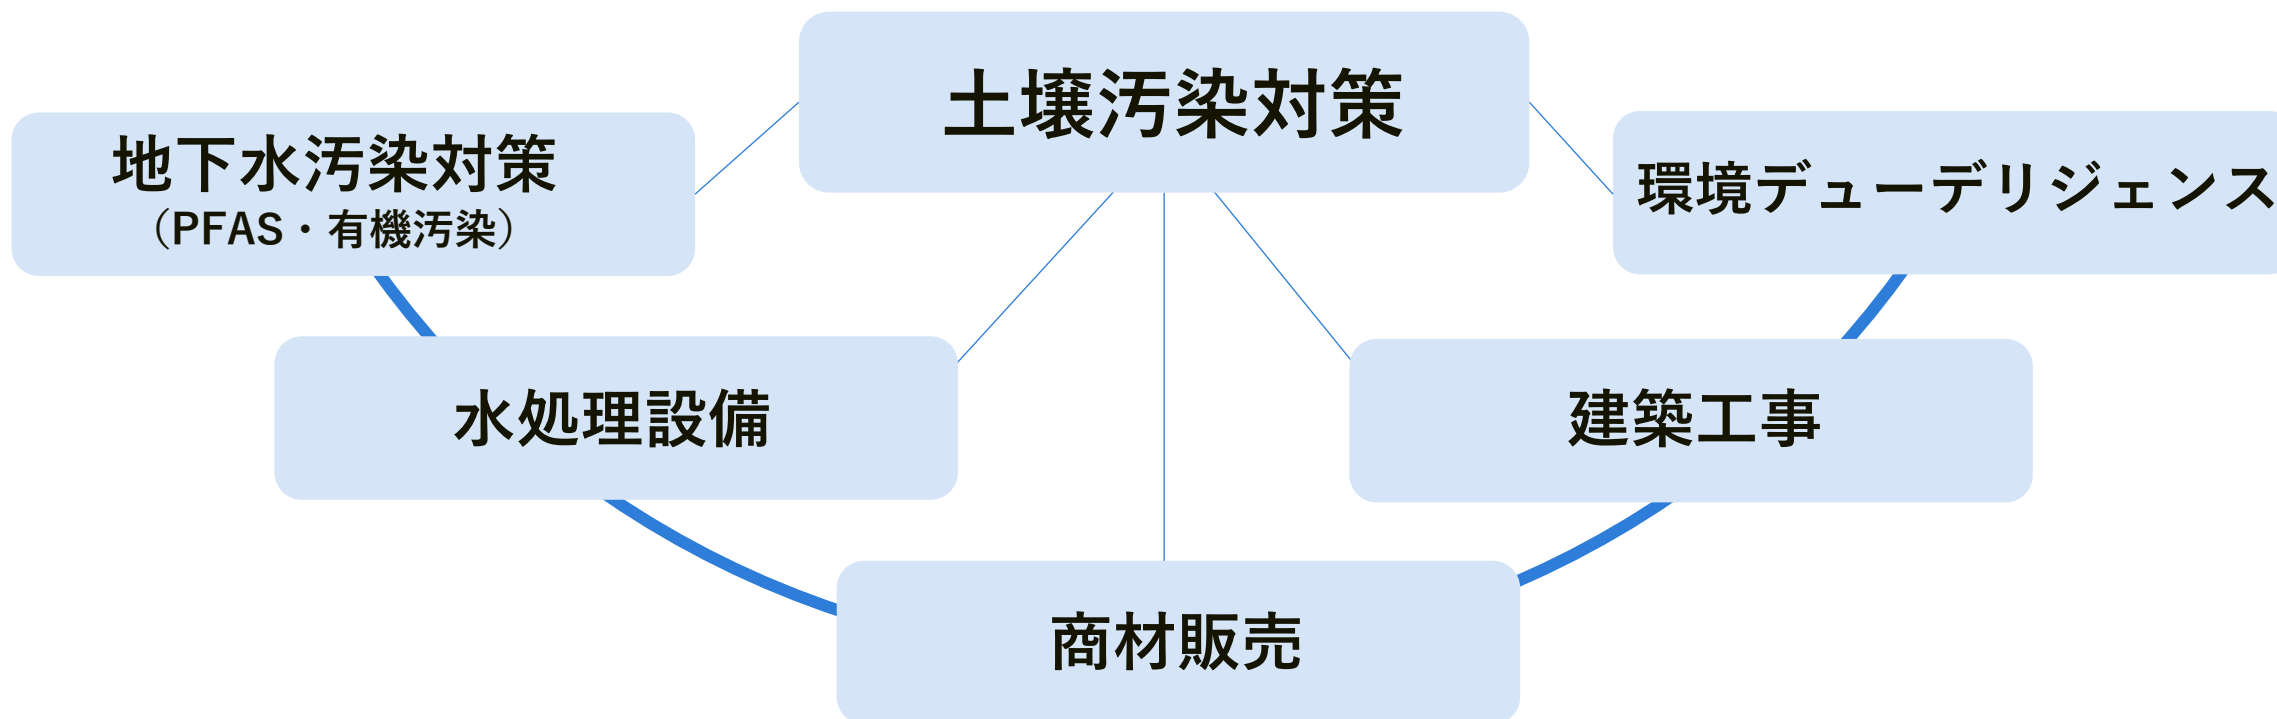 土壌汚染対策
地下水汚染対策
（PFAS・有機汚染）
環境デューデリジェンス
水処理設備
建築工事
商材販売